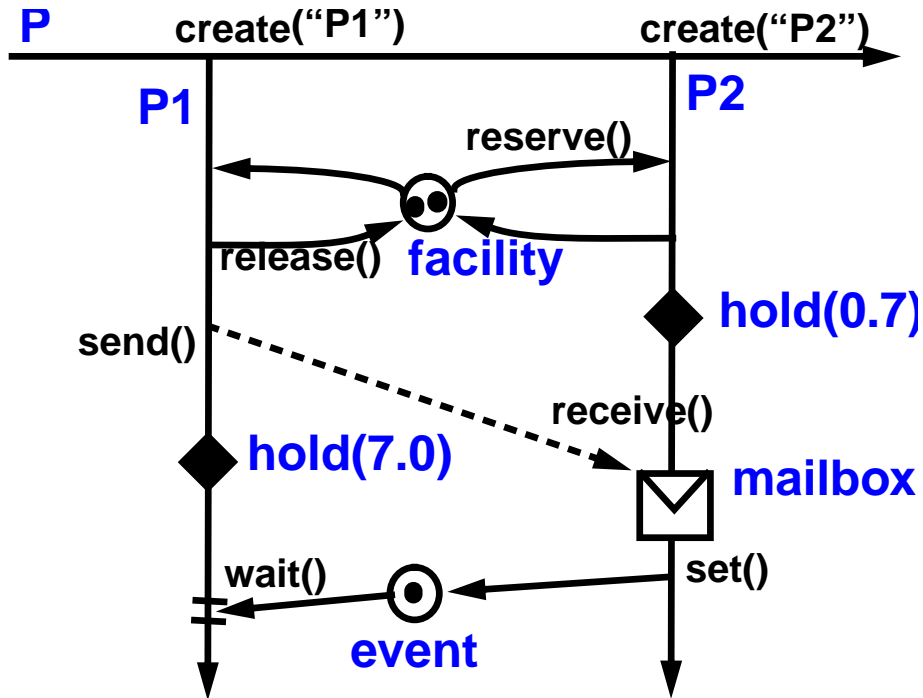 P
create(“P1”)
create(“P2”)
P1
P2
reserve()
release()
facility
hold(0.7)
send()
receive()
hold(7.0)
mailbox
wait()
set()
event